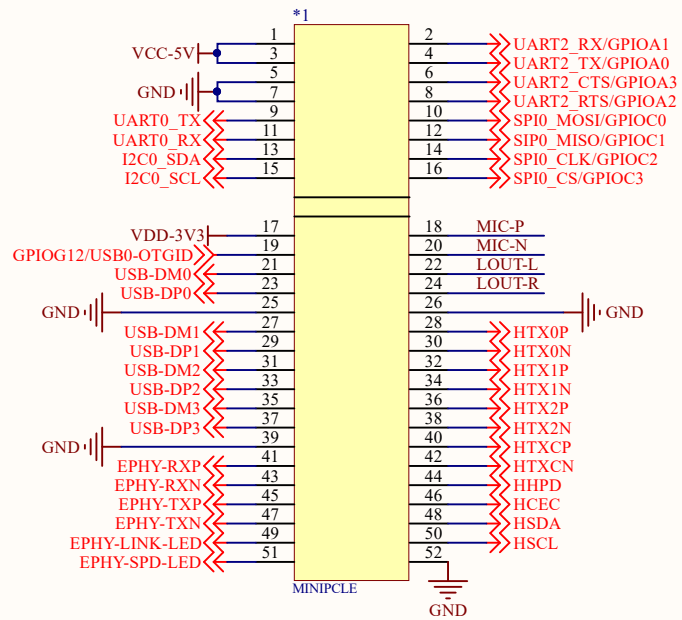 *1
VCC-5V 1 2 UART2_RX/GPIOA1
3 4 UART2_TX/GPIOA0
GND 5 6 UART2_CTS/GPIOA3
7 8 UART2_RTS/GPIOA2
UART0_TX 9 10 SPI0_MOSI/GPIOC0
UART0_RX 11 12 SIP0_MISO/GPIOC1
I2C0_SDA 13 14 SPI0_CLK/GPIOC2
I2C0_SCL 15 16 SPI0_CS/GPIOC3
VDD-3V3 17 18 MIC-P
GPIOG12/USB0-OTGID 19 20 MIC-N
USB-DM0 21 22 LOUT-L
USB-DP0 23 24 LOUT-R
GND 25 26 GND
USB-DM1 27 28 HTX0P
USB-DP1 29 30 HTX0N
USB-DM2 31 32 HTX1P
USB-DP2 33 34 HTX1N
USB-DM3 35 36 HTX2P
USB-DP3 37 38 HTX2N
GND 39 40 HTXCP
EPHY-RXP 41 42 HTXCN
EPHY-RXN 43 44 HHPD
EPHY-TXP 45 46 HCEC
EPHY-TXN 47 48 HSDA
EPHY-LINK-LED 49 50 HSCL
EPHY-SPD-LED 51 52
MINIPCLE
GND